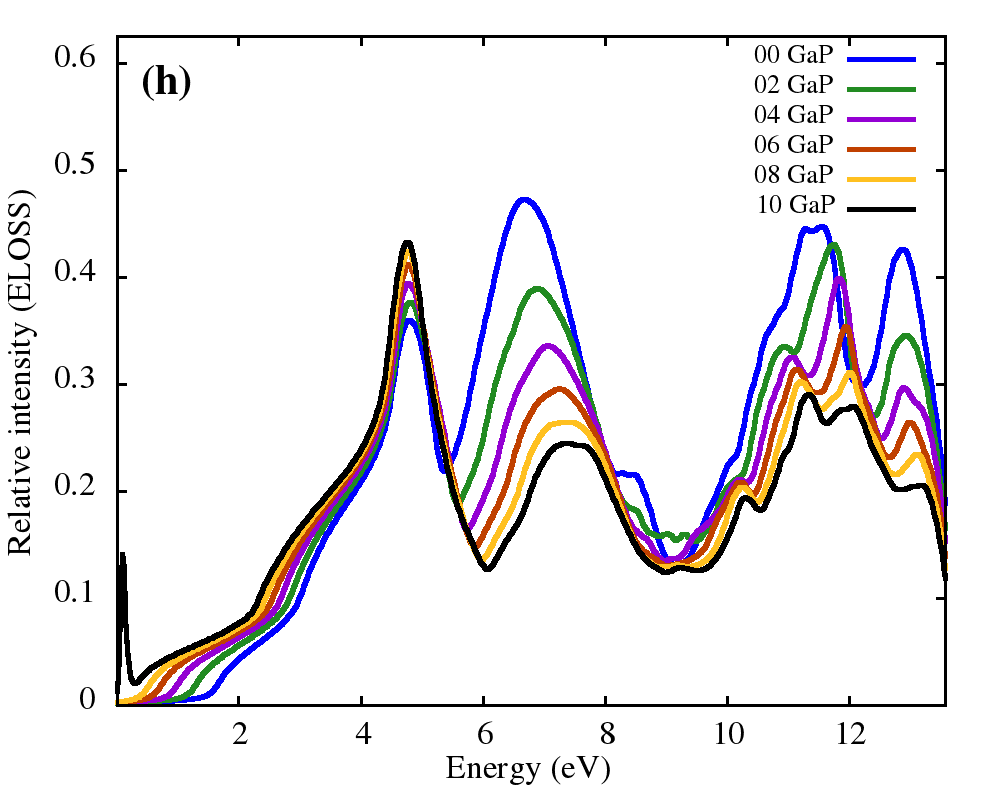 (h)
00 GaP
02 GaP
04 GaP
06 GaP
08 GaP
10 GaP
Relative intensity (ELOSS)
0.6
0.5
0.4
0.3
0.2
0.1
0
2 4 6 8 10 12
Energy (eV)